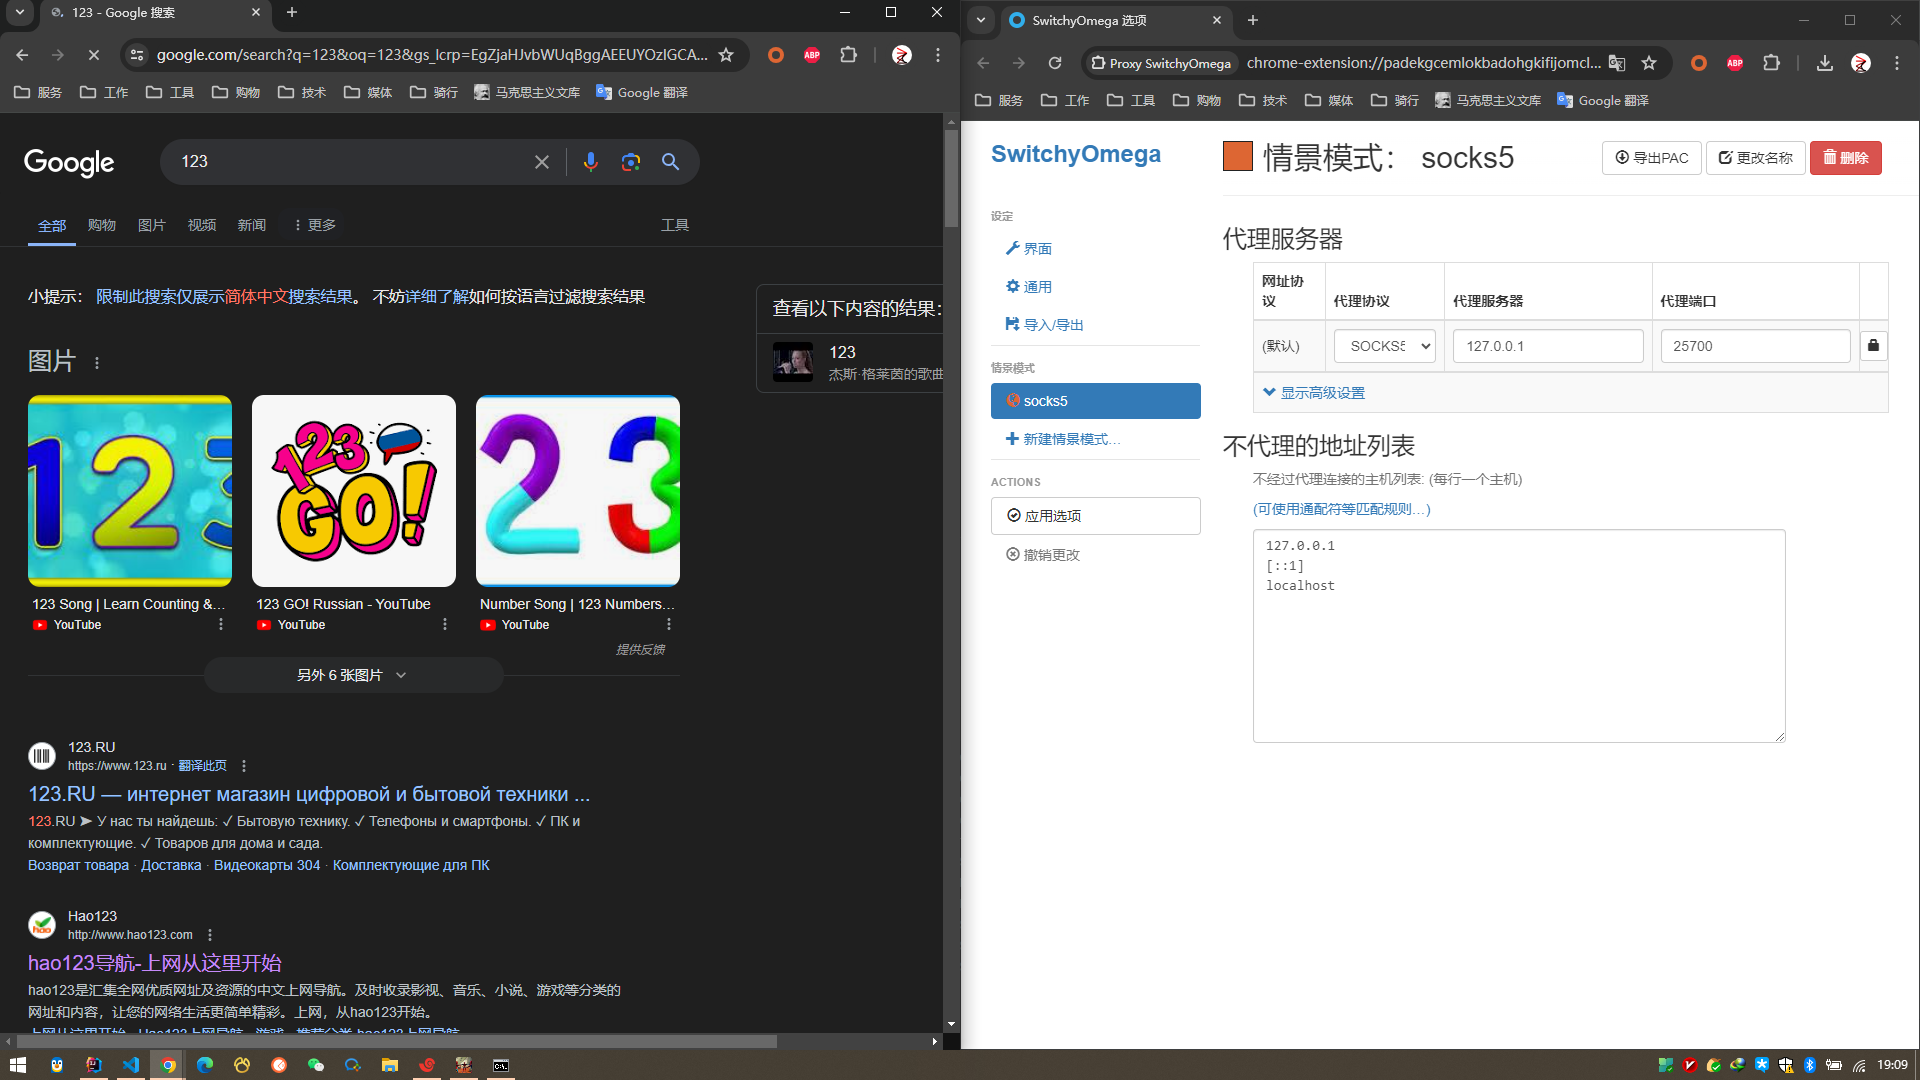 123 - Google 搜索
google.com/search?q=123&oq=123&gs_lcrp=EgZjaHJvbWUqBggAEEUYOzIGCA...
ABP
服务
工作
工具
购物
技术
媒体
骑行
马克思主义文库
Google 翻译
Google
123
全部
购物
图片
视频
新闻
更多
工具
小提示： 限制此搜索仅展示简体中文搜索结果。 不妨详细了解如何按语言过滤搜索结果
查看以下内容的结果：
123
杰斯·格莱茵的歌曲
图片
123
123 GO!
2 3
123 Song | Learn Counting &...
YouTube
123 GO! Russian - YouTube
YouTube
Number Song | 123 Numbers...
YouTube
提供反馈
另外 6 张图片
123.RU
https://www.123.ru · 翻译此页
123.RU — интернет магазин цифровой и бытовой техники ...
123.RU ➤ У нас ты найдешь: ✓ Бытовую технику. ✓ Телефоны и смартфоны. ✓ ПК и
комплектующие. ✓ Товаров для дома и сада.
Возврат товара · Доставка · Видеокарты 304 · Комплектующие для ПК
hao
Hao123
http://www.hao123.com
hao123导航-上网从这里开始
hao123是汇集全网优质网址及资源的中文上网导航。及时收录影视、音乐、小说、游戏等分类的
网址和内容，让您的网络生活更简单精彩。上网，从hao123开始。
SwitchyOmega 选项
Proxy SwitchyOmega
chrome-extension://padekgcemlokbadohgkifijomcl...
ABP
服务
工作
工具
购物
技术
媒体
骑行
马克思主义文库
Google 翻译
SwitchyOmega
设定
界面
通用
导入/导出
情景模式
socks5
新建情景模式...
ACTIONS
应用选项
撤销更改
情景模式： socks5
导出PAC
更改名称
删除
代理服务器
网址协议
代理协议
代理服务器
代理端口
(默认)
SOCKS5
127.0.0.1
25700
显示高级设置
不代理的地址列表
不经过代理连接的主机列表: (每行一个主机)
(可使用通配符等匹配规则...)
127.0.0.1
[::1]
localhost
19:09